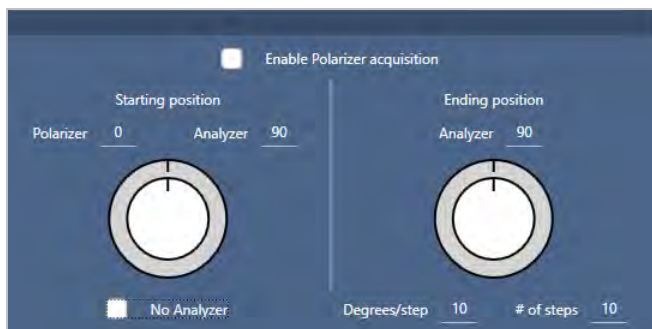 Enable Polarizer acquisition
Starting position
Ending position
Polarizer 0 Analyzer 90
Analyzer 90
No Analyzer
Degrees/step 10 # of steps 10